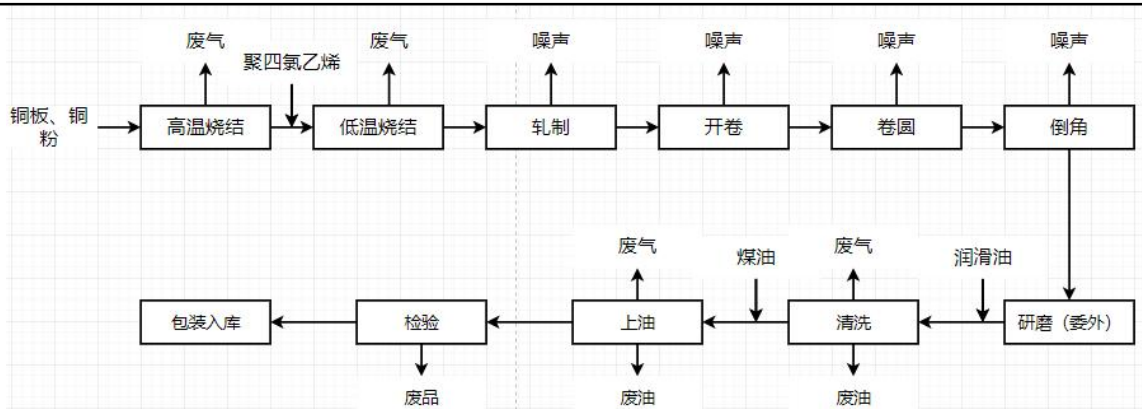 废气
废气
噪声
噪声
噪声
噪声
聚四氯乙烯
铜板、铜
粉
高温烧结
低温烧结
轧制
开卷
卷圆
倒角
废气
煤油
废气
润滑油
包装入库
检验
上油
清洗
研磨（委外）
废品
废油
废油